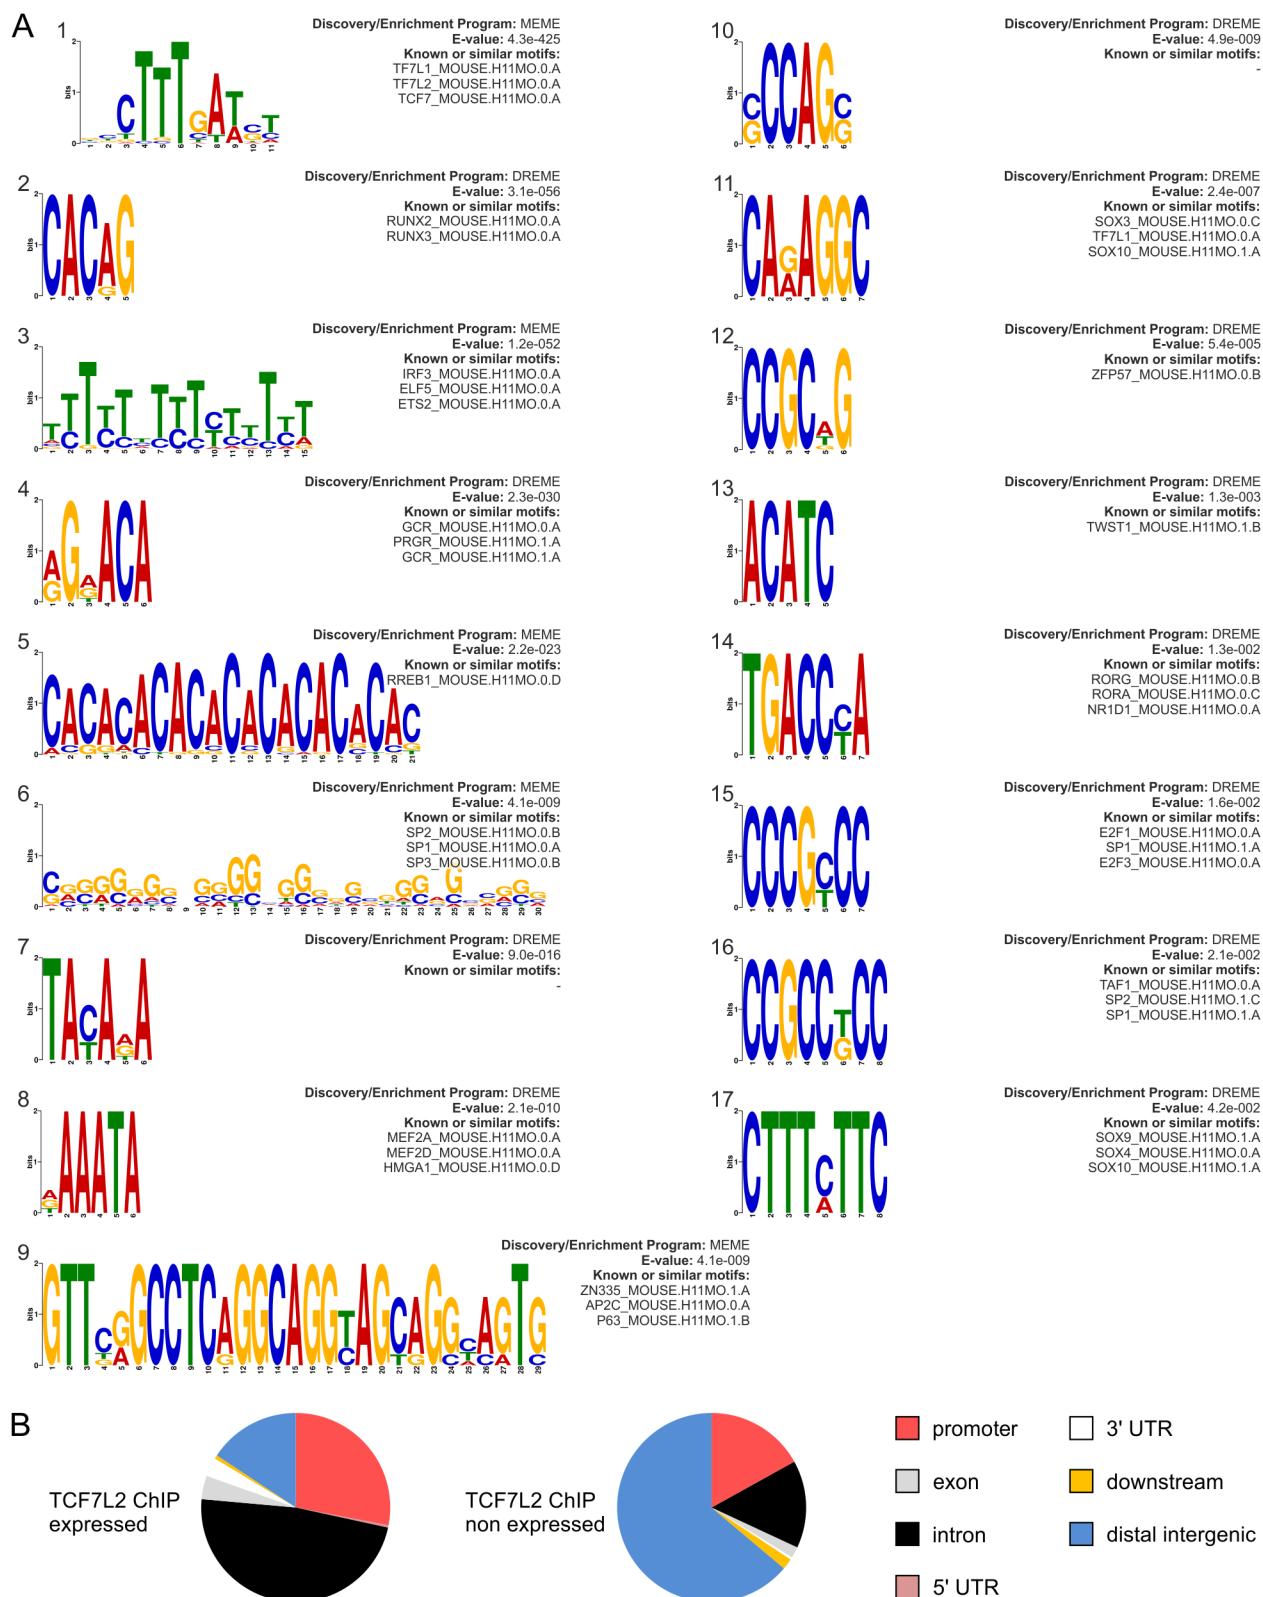 A
1
Discovery/Enrichment Program: MEME
E-value: 4.3e-425
Known or similar motifs:
TF7L1_MOUSE.H11MO.0.A
TF7L2_MOUSE.H11MO.0.A
TCF7_MOUSE.H11MO.0.A
2
Discovery/Enrichment Program: DREME
E-value: 3.1e-056
Known or similar motifs:
RUNX2_MOUSE.H11MO.0.A
RUNX3_MOUSE.H11MO.0.A
3
Discovery/Enrichment Program: MEME
E-value: 1.2e-052
Known or similar motifs:
IRF3_MOUSE.H11MO.0.A
ELF5_MOUSE.H11MO.0.A
ETS2_MOUSE.H11MO.0.A
4
Discovery/Enrichment Program: DREME
E-value: 2.3e-030
Known or similar motifs:
GCR_MOUSE.H11MO.0.A
PRGR_MOUSE.H11MO.1.A
GCR_MOUSE.H11MO.1.A
5
Discovery/Enrichment Program: MEME
E-value: 2.2e-023
Known or similar motifs:
RREB1_MOUSE.H11MO.0.D
6
Discovery/Enrichment Program: MEME
E-value: 4.1e-009
Known or similar motifs:
SP2_MOUSE.H11MO.0.B
SP1_MOUSE.H11MO.0.A
SP3_MOUSE.H11MO.0.B
7
Discovery/Enrichment Program: DREME
E-value: 9.0e-016
Known or similar motifs:
-
8
Discovery/Enrichment Program: DREME
E-value: 2.1e-010
Known or similar motifs:
MEF2A_MOUSE.H11MO.0.A
MEF2D_MOUSE.H11MO.0.A
HMGA1_MOUSE.H11MO.0.D
9
Discovery/Enrichment Program: MEME
E-value: 4.1e-009
Known or similar motifs:
ZN335_MOUSE.H11MO.1.A
AP2C_MOUSE.H11MO.0.A
P63_MOUSE.H11MO.1.B
10
Discovery/Enrichment Program: DREME
E-value: 4.9e-009
Known or similar motifs:
-
11
Discovery/Enrichment Program: DREME
E-value: 2.4e-007
Known or similar motifs:
SOX3_MOUSE.H11MO.0.C
TF7L1_MOUSE.H11MO.0.A
SOX10_MOUSE.H11MO.1.A
12
Discovery/Enrichment Program: DREME
E-value: 5.4e-005
Known or similar motifs:
ZFP57_MOUSE.H11MO.0.B
13
Discovery/Enrichment Program: DREME
E-value: 1.3e-003
Known or similar motifs:
TWST1_MOUSE.H11MO.1.B
14
Discovery/Enrichment Program: DREME
E-value: 1.3e-002
Known or similar motifs:
RORG_MOUSE.H11MO.0.B
RORA_MOUSE.H11MO.0.C
NR1D1_MOUSE.H11MO.0.A
15
Discovery/Enrichment Program: DREME
E-value: 1.6e-002
Known or similar motifs:
E2F1_MOUSE.H11MO.0.A
SP1_MOUSE.H11MO.1.A
E2F3_MOUSE.H11MO.0.A
16
Discovery/Enrichment Program: DREME
E-value: 2.1e-002
Known or similar motifs:
TAF1_MOUSE.H11MO.0.A
SP2_MOUSE.H11MO.1.C
SP1_MOUSE.H11MO.1.A
17
Discovery/Enrichment Program: DREME
E-value: 4.2e-002
Known or similar motifs:
SOX9_MOUSE.H11MO.1.A
SOX4_MOUSE.H11MO.0.A
SOX10_MOUSE.H11MO.1.A
B
TCF7L2 ChIP
expressed
TCF7L2 ChIP
non expressed
promoter
exon
intron
5' UTR
3' UTR
downstream
distal intergenic